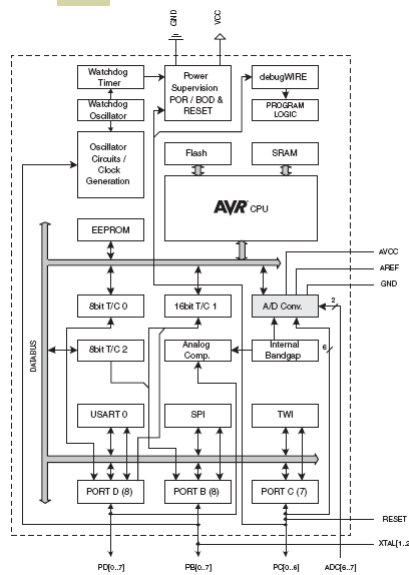 GND
VCC
Watchdog
Timer
Power
Supervision
POR / BOD &
RESET
debugWIRE
Watchdog
Oscillator
PROGRAM
LOGIC
Oscillator
Circuits /
Clock
Generation
Flash
SRAM
AVR CPU
EEPROM
AVCC
AREF
GND
8bit T/C 0
16bit T/C 1
A/D Conv.
2
DATABUS
8bit T/C 2
Analog
Comp.
Internal
Bandgap
6
USART 0
SPI
TWI
PORT D (8)
PORT B (8)
PORT C (7)
RESET
XTAL[1..2
PD[0..7]
PB[0..7]
PC[0..6]
ADC[6..7]